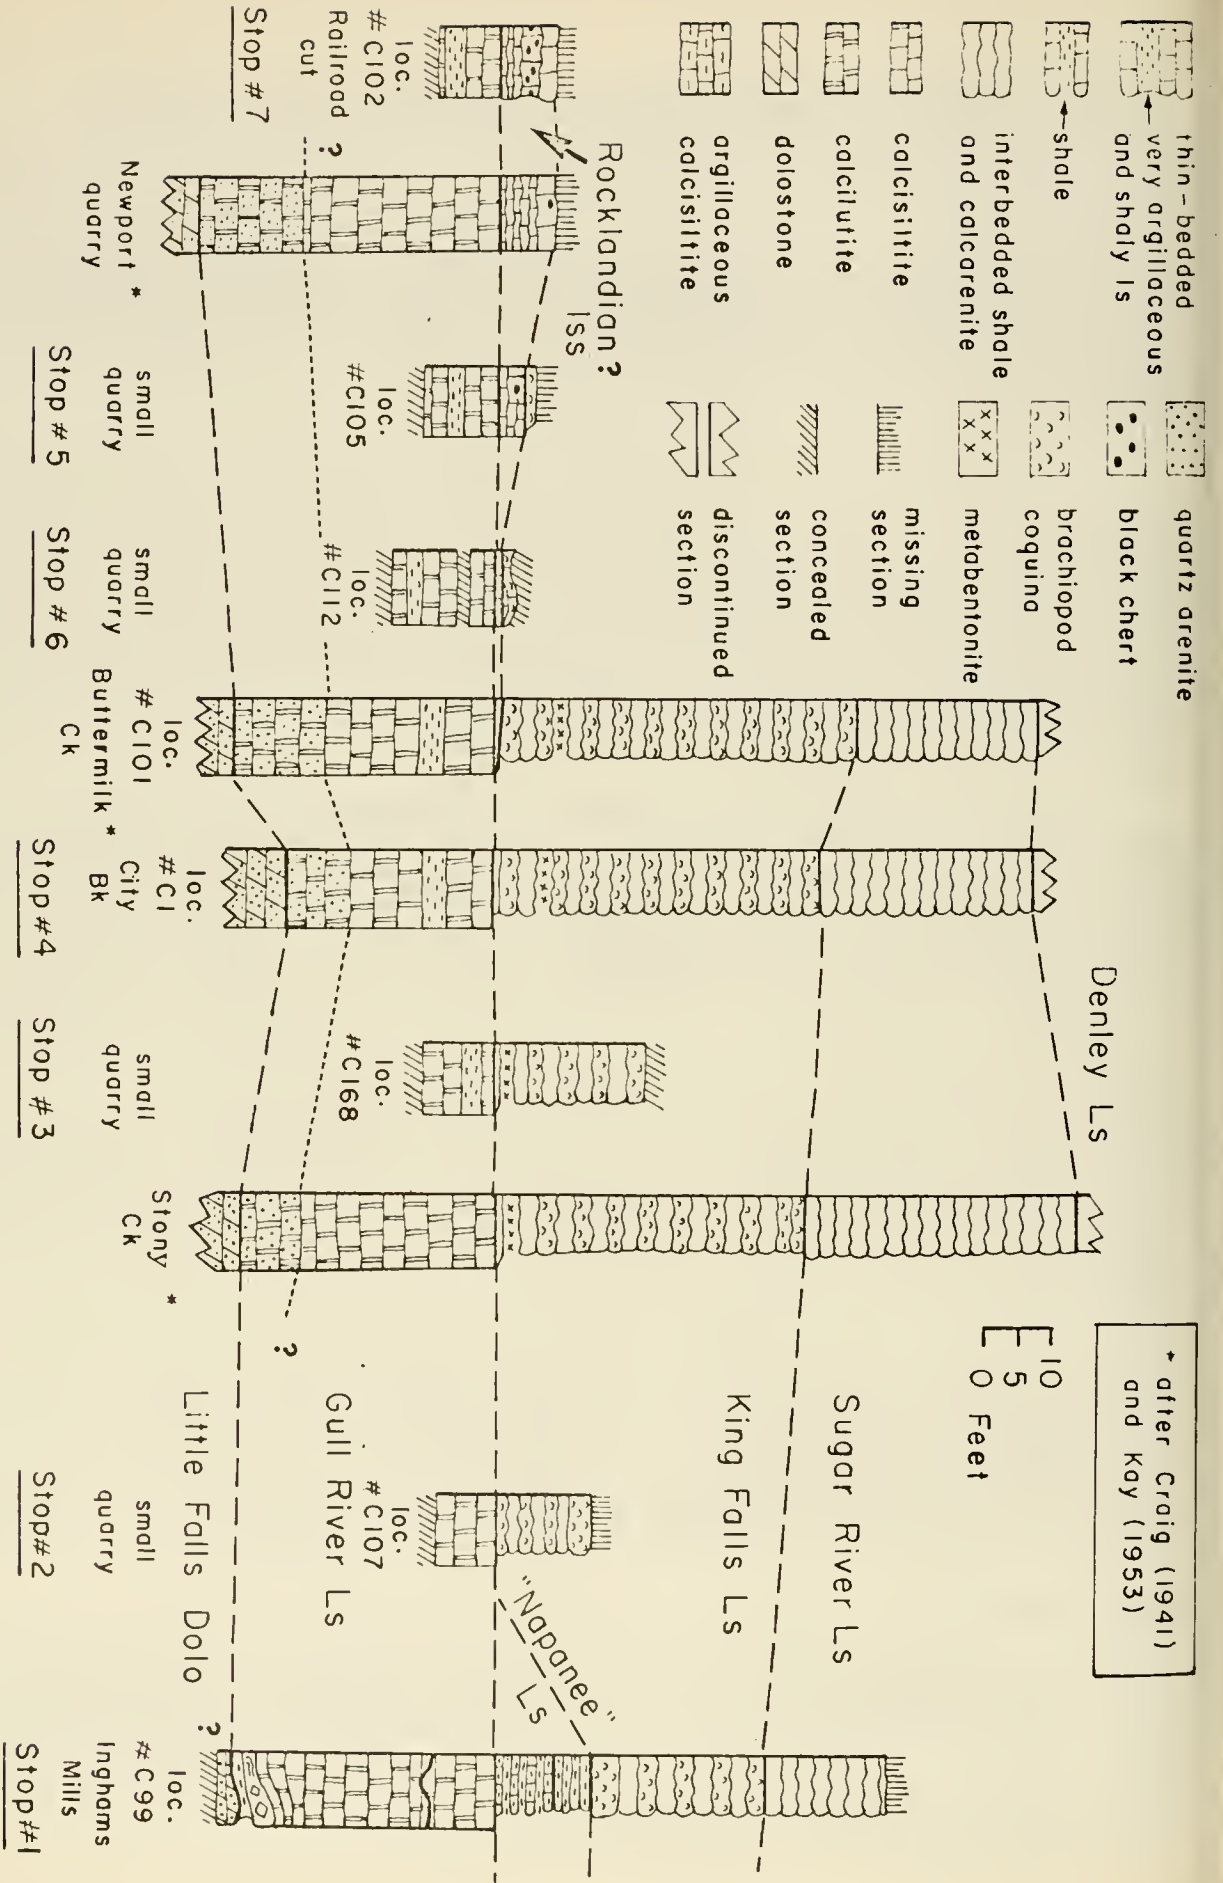 thin-bedded
very argillaceous
and shaly ls
shale
interbedded shale
and calcarenite
calcisiltite
calcilutite
dolostone
argillaceous
calcisiltite
quartz arenite
black chert
brachiopod
coquina
metabentonite
missing
section
concealed
section
discontinued
section
* after Craig (1941)
and Kay (1953)
10
5
0 Feet
Denley Ls
Sugar River Ls
King Falls Ls
"Napanee"
Ls
Rocklandian ?
lss
Gull River Ls
Little Falls Dolo
?
?
?
loc.
#C102
Railroad
cut
Stop #7
Newport *
quarry
loc.
#C105
small
quarry
Stop #5
loc.
#C112
small
quarry
Stop #6
loc.
#C101
Buttermilk *
Ck
loc.
#C1
City
Bk
Stop #4
loc.
#C168
small
quarry
Stop #3
Stony *
Ck
loc.
#C107
small
quarry
Stop#2
loc.
#C99
Inghams
Mills
Stop#1